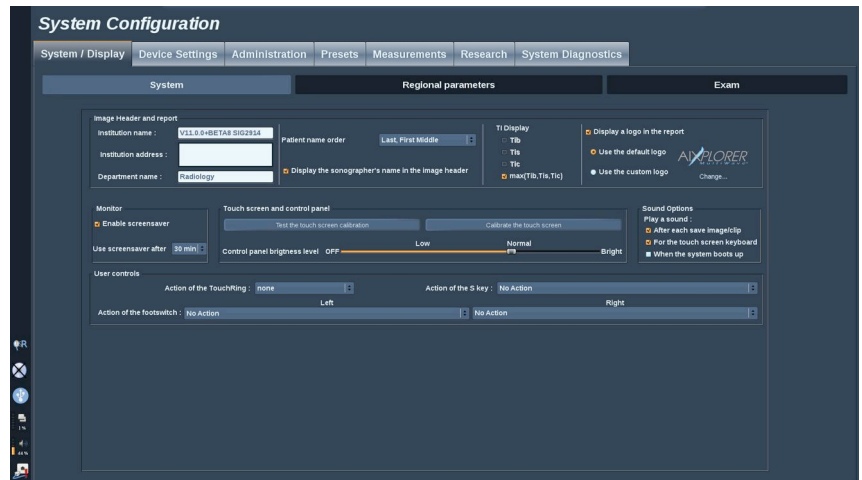 System Configuration
System / Display Device Settings Administration Presets Measurements Research System Diagnostics
System Regional parameters Exam
Image Header and report
Institution name : V11.0.0+BETA8 SIG2914
Institution address :
Department name : Radiology
Patient name order Last, First Middle
Display the sonographer's name in the image header
TI Display
Tib
Tis
Tic
max(Tib,Tis,Tic)
Display a logo in the report
Use the default logo
Use the custom logo
AIXPLORER
Change...
Monitor
Enable screensaver
Use screensaver after 30 min
Touch screen and control panel
Test the touch screen calibration Calibrate the touch screen
Low Normal
Control panel brigtness level OFF Bright
Sound Options
Play a sound :
After each save image/clip
For the touch screen keyboard
When the system boots up
User controls
Action of the TouchRing : none Action of the S key : No Action
Left Right
Action of the footswitch : No Action No Action
R
1 %
44 %